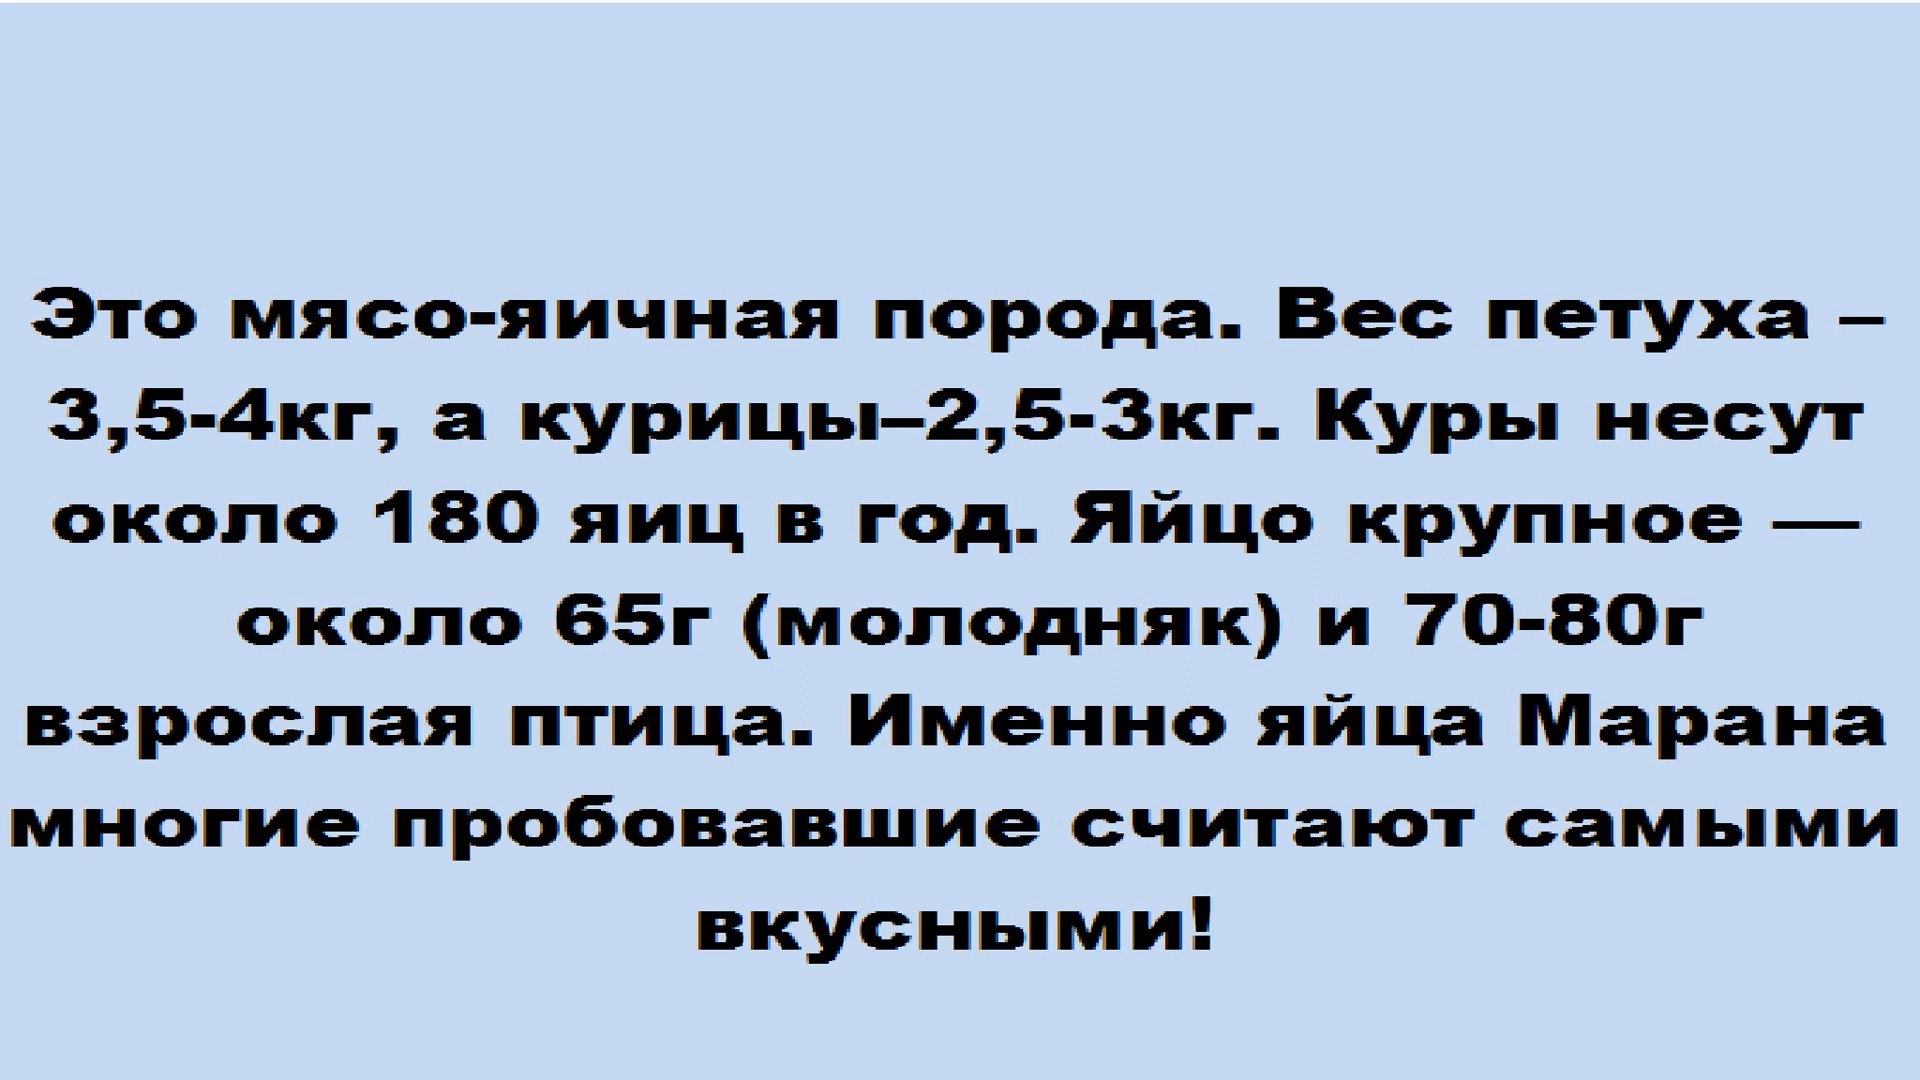 Это мясо-яичная порода. Вес петуха –
3,5-4кг, а курицы–2,5-3кг. Куры несут
около 180 яиц в год. Яйцо крупное —
около 65г (молодняк) и 70-80г
взрослая птица. Именно яйца Марана
многие пробовавшие считают самыми
вкусными!